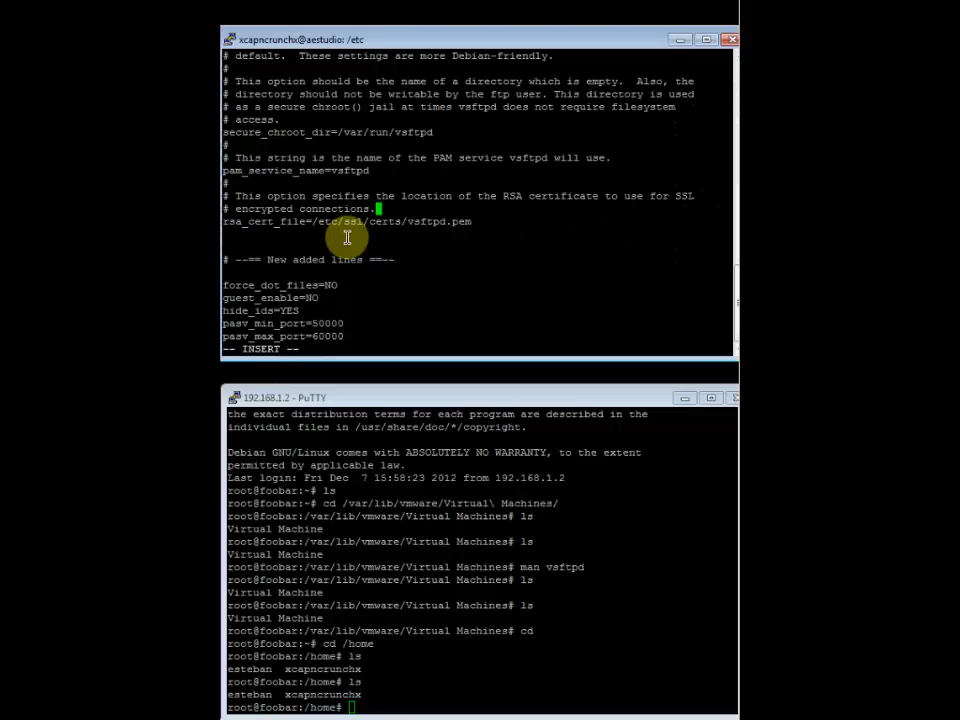 xcapncrunchx@aestudio: /etc
# default.  These settings are more Debian-friendly.
#
# This option should be the name of a directory which is empty.  Also, the
# directory should not be writable by the ftp user. This directory is used
# as a secure chroot() jail at times vsftpd does not require filesystem
# access.
secure_chroot_dir=/var/run/vsftpd
#
# This string is the name of the PAM service vsftpd will use.
pam_service_name=vsftpd
#
# This option specifies the location of the RSA certificate to use for SSL
# encrypted connections.
rsa_cert_file=/etc/ssl/certs/vsftpd.pem
# --== New added lines ==--
force_dot_files=NO
guest_enable=NO
hide_ids=YES
pasv_min_port=50000
pasv_max_port=60000
-- INSERT --
192.168.1.2 - PuTTY
the exact distribution terms for each program are described in the
individual files in /usr/share/doc/*/copyright.
Debian GNU/Linux comes with ABSOLUTELY NO WARRANTY, to the extent
permitted by applicable law.
Last login: Fri Dec  7 15:58:23 2012 from 192.168.1.2
root@foobar:~# ls
root@foobar:~# cd /var/lib/vmware/Virtual\ Machines/
root@foobar:/var/lib/vmware/Virtual Machines# ls
Virtual Machine
root@foobar:/var/lib/vmware/Virtual Machines# ls
Virtual Machine
root@foobar:/var/lib/vmware/Virtual Machines# man vsftpd
root@foobar:/var/lib/vmware/Virtual Machines# ls
Virtual Machine
root@foobar:/var/lib/vmware/Virtual Machines# ls
Virtual Machine
root@foobar:/var/lib/vmware/Virtual Machines# cd
root@foobar:~# cd /home
root@foobar:/home# ls
esteban  xcapncrunchx
root@foobar:/home# ls
esteban  xcapncrunchx
root@foobar:/home#